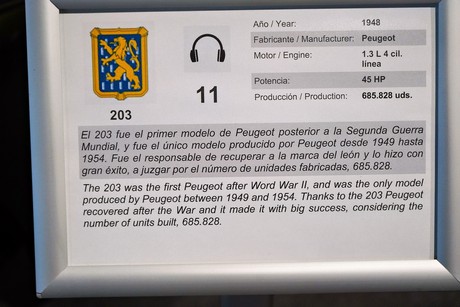 Año / Year: 1948
Fabricante / Manufacturer: Peugeot
Motor / Engine: 1.3 L 4 cil.
línea
Potencia: 45 HP
Producción / Production: 685.828 uds.
203
11
El 203 fue el primer modelo de Peugeot posterior a la Segunda Guerra
Mundial, y fue el único modelo producido por Peugeot desde 1949 hasta
1954. Fue el responsable de recuperar a la marca del león y lo hizo con
gran éxito, a juzgar por el número de unidades fabricadas, 685.828.
The 203 was the first Peugeot after Word War II, and was the only model
produced by Peugeot between 1949 and 1954. Thanks to the 203 Peugeot
recovered after the War and it made it with big success, considering the
number of units built, 685.828.